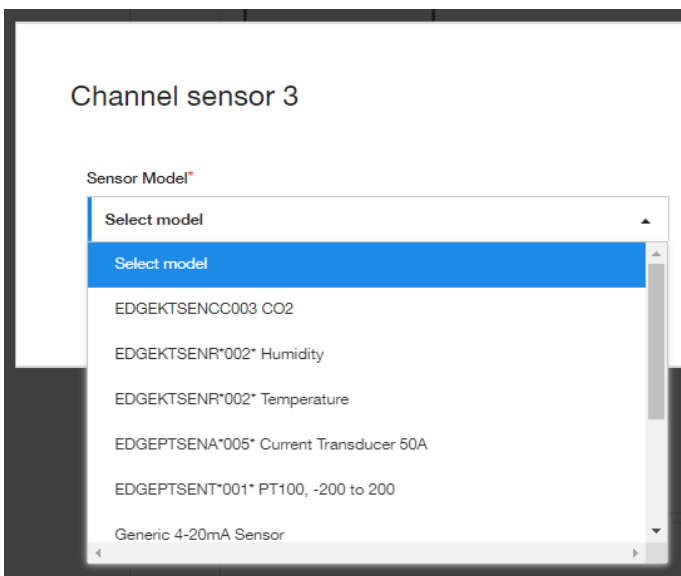 Channel sensor 3
Sensor Model*
Select model
Select model
EDGEKTSENCC003 CO2
EDGEKTSENR*002* Humidity
EDGEKTSENR*002* Temperature
EDGEPTSENA*005* Current Transducer 50A
EDGEPTSENT*001* PT100, -200 to 200
Generic 4-20mA Sensor